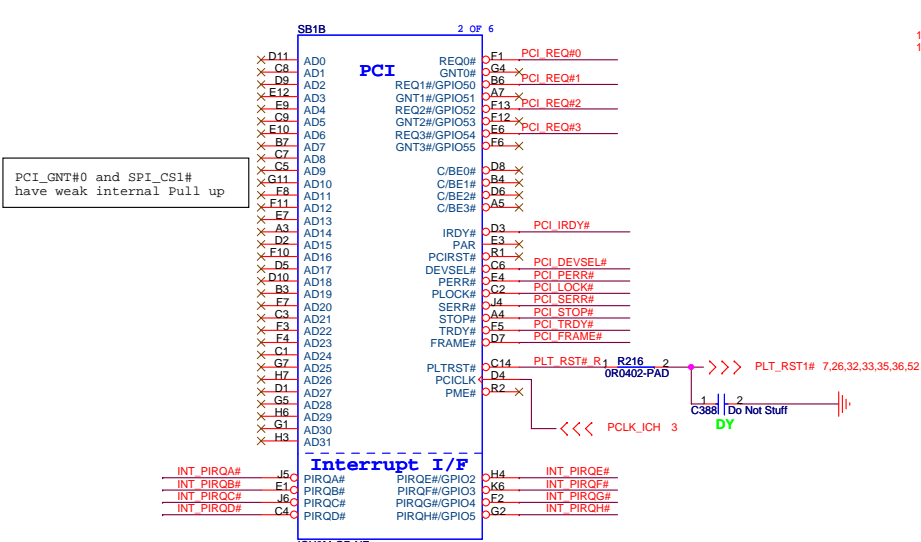 SB1B 2 OF 6
1
1
PCI
D11 AD0 REQ0# F1 PCI_REQ#0
C8 AD1 GNT0# G4
D9 AD2 REQ1#/GPIO50 B6 PCI_REQ#1
E12 AD3 GNT1#/GPIO51 A7
E9 AD4 REQ2#/GPIO52 F13 PCI_REQ#2
C9 AD5 GNT2#/GPIO53 F12
E10 AD6 REQ3#/GPIO54 E6 PCI_REQ#3
B7 AD7 GNT3#/GPIO55 F6
C7 AD8
C5 AD9 C/BE0# D8
G11 AD10 C/BE1# B4
F8 AD11 C/BE2# D6
F11 AD12 C/BE3# A5
E7 AD13
A3 AD14 IRDY# D3 PCI_IRDY#
D2 AD15 PAR E3
F10 AD16 PCIRST# R1
D5 AD17 DEVSEL# C6 PCI_DEVSEL#
D10 AD18 PERR# E4 PCI_PERR#
B3 AD19 PLOCK# C2 PCI_LOCK#
F7 AD20 SERR# J4 PCI_SERR#
C3 AD21 STOP# A4 PCI_STOP#
F3 AD22 TRDY# F5 PCI_TRDY#
F4 AD23 FRAME# D7 PCI_FRAME#
C1 AD24
G7 AD25 PLTRST# C14 PLT_RST#_R 1 R216 2 PLT_RST1# 7,26,32,33,35,36,52
H7 AD26 PCICLK D4 0R0402-PAD
D1 AD27 PME# R2
G5 AD28
H6 AD29
G1 AD30
H3 AD31
PCI_GNT#0 and SPI_CS1#
have weak internal Pull up
1 2
C388 Do Not Stuff
DY
PCLK_ICH 3
Interrupt I/F
INT_PIRQA# J5 PIRQA# PIRQE#/GPIO2 H4 INT_PIRQE#
INT_PIRQB# E1 PIRQB# PIRQF#/GPIO3 K6 INT_PIRQF#
INT_PIRQC# J6 PIRQC# PIRQG#/GPIO4 F2 INT_PIRQG#
INT_PIRQD# C4 PIRQD# PIRQH#/GPIO5 G2 INT_PIRQH#